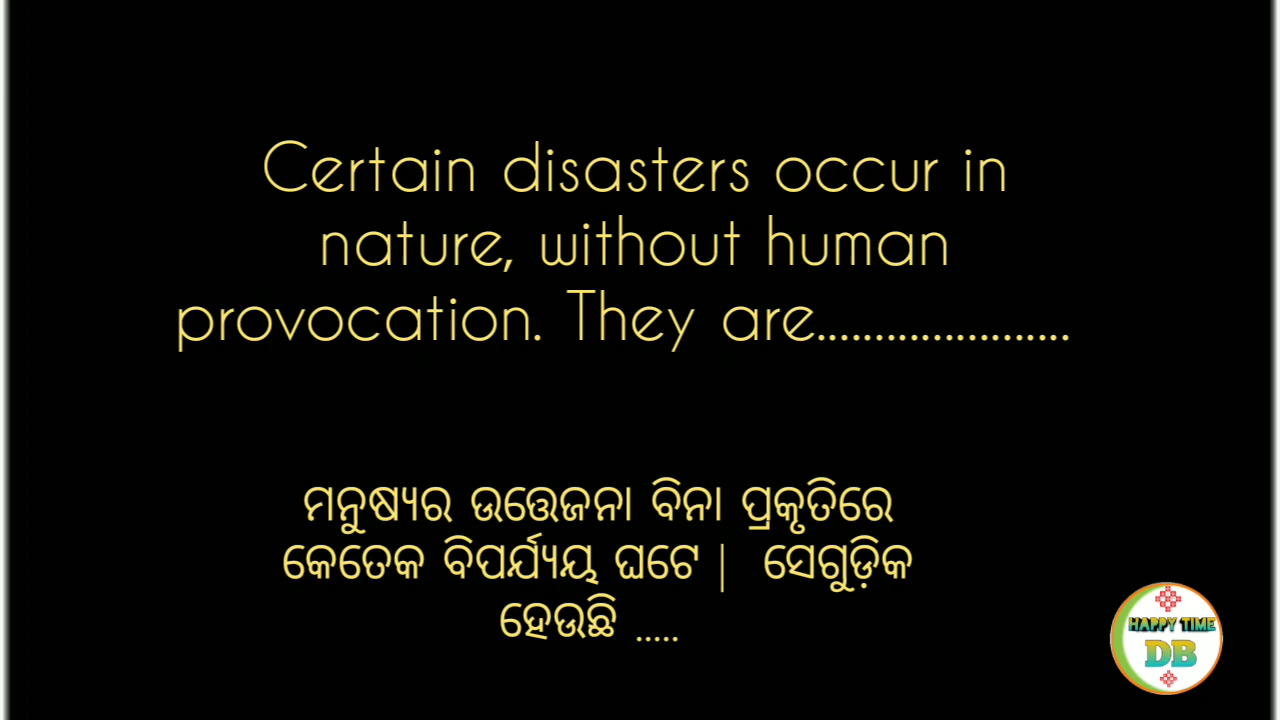 Certain disasters occur in
nature, without human
provocation. They are......................
ମନୁଷ୍ୟର ଉତ୍ତେଜନା ବିନା ପ୍ରକୃତିରେ
କେତେକ ବିପର୍ଯ୍ୟୟ ଘଟେ | ସେଗୁଡ଼ିକ
ହେଉଛି .....
HAPPY TIME
DB